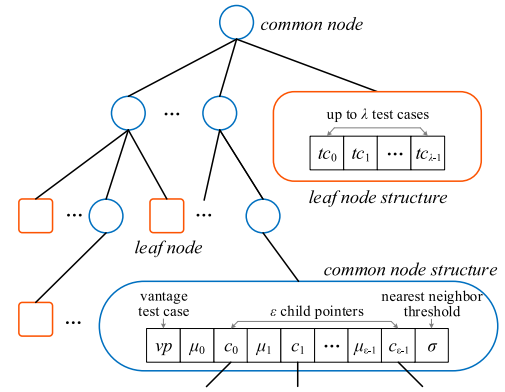 common node
...
up to λ test cases
tc₀ tc₁ ... tcλ-1
leaf node structure
... ...
leaf node
common node structure
vantage
test case
ε child pointers
nearest neighbor
threshold
...
vp μ₀ c₀ μ₁ c₁ ... με-1 cε-1 σ